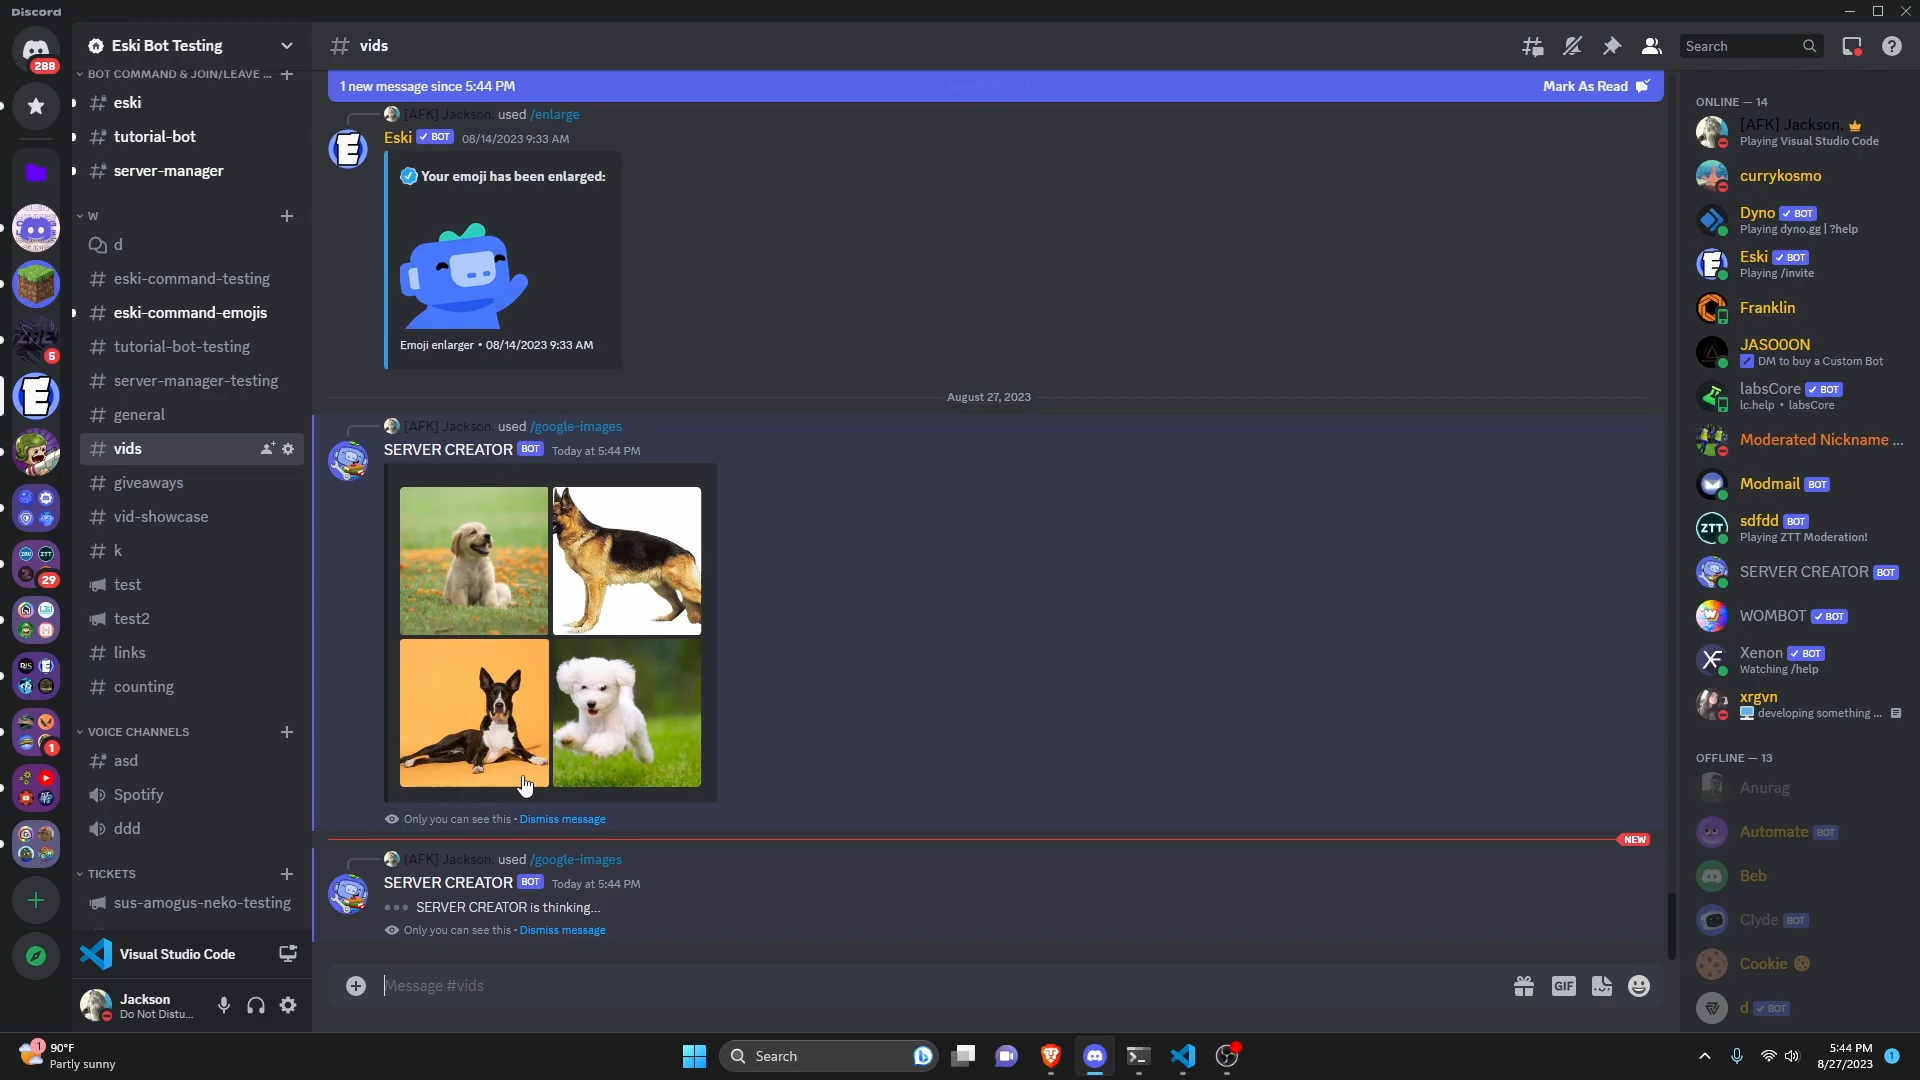 Discord
288
5
29
1
Eski Bot Testing
BOT COMMAND & JOIN/LEAVE ...
eski
tutorial-bot
server-manager
W
d
eski-command-testing
eski-command-emojis
tutorial-bot-testing
server-manager-testing
general
vids
giveaways
vid-showcase
k
test
test2
links
counting
VOICE CHANNELS
asd
Spotify
ddd
TICKETS
sus-amogus-neko-testing
Visual Studio Code
Jackson
Do Not Distu...
vids
Search
1 new message since 5:44 PM
Mark As Read
[AFK] Jackson. used /enlarge
Eski BOT 08/14/2023 9:33 AM
Your emoji has been enlarged:
Emoji enlarger • 08/14/2023 9:33 AM
August 27, 2023
[AFK] Jackson. used /google-images
SERVER CREATOR BOT Today at 5:44 PM
Only you can see this • Dismiss message
NEW
[AFK] Jackson. used /google-images
SERVER CREATOR BOT Today at 5:44 PM
SERVER CREATOR is thinking...
Only you can see this • Dismiss message
Message #vids
GIF
ONLINE — 14
[AFK] Jackson.
Playing Visual Studio Code
currykosmo
Dyno BOT
Playing dyno.gg | ?help
Eski BOT
Playing /invite
Franklin
JASO0ON
DM to buy a Custom Bot
labsCore BOT
lc.help • labsCore
Moderated Nickname ...
Modmail BOT
ZTT
sdfdd BOT
Playing ZTT Moderation!
SERVER CREATOR BOT
WOMBOT BOT
Xenon BOT
Watching /help
xrgvn
developing something ...
OFFLINE — 13
Anurag
Automate BOT
Beb
Clyde BOT
Cookie
d BOT
1
90°F
Partly sunny
Search
5:44 PM
8/27/2023
1